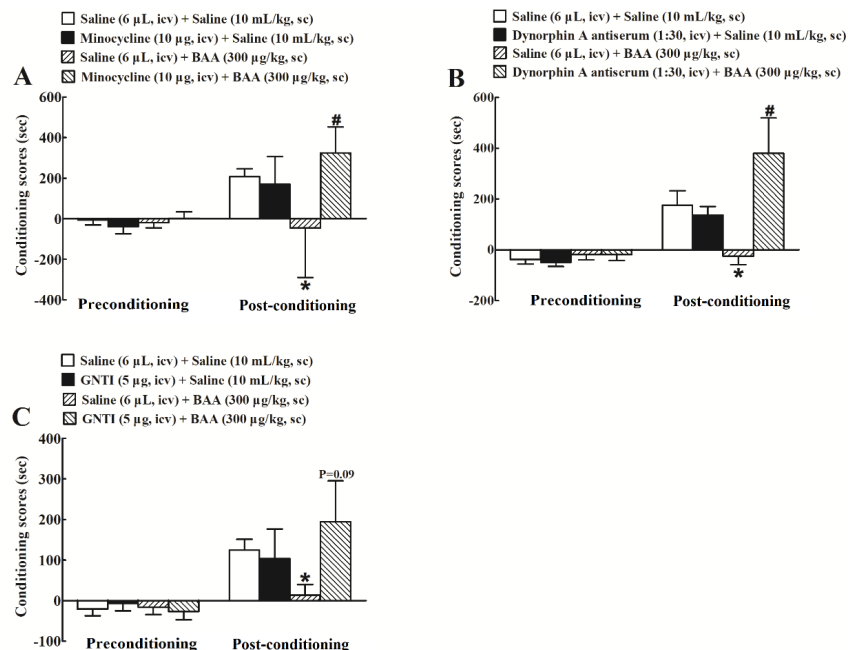 Saline (6 µL, icv) + Saline (10 mL/kg, sc)
Minocycline (10 µg, icv) + Saline (10 mL/kg, sc)
Saline (6 µL, icv) + BAA (300 µg/kg, sc)
Minocycline (10 µg, icv) + BAA (300 µg/kg, sc)
A
Conditioning scores (sec)
600
400
200
0
-200
-400
#
*
Preconditioning
Post-conditioning
Saline (6 µL, icv) + Saline (10 mL/kg, sc)
Dynorphin A antiserum (1:30, icv) + Saline (10 mL/kg, sc)
Saline (6 µL, icv) + BAA (300 µg/kg, sc)
Dynorphin A antiserum (1:30, icv) + BAA (300 µg/kg, sc)
B
Conditioning scores (sec)
600
400
200
0
-200
#
*
Preconditioning
Post-conditioning
Saline (6 µL, icv) + Saline (10 mL/kg, sc)
GNTI (5 µg, icv) + Saline (10 mL/kg, sc)
Saline (6 µL, icv) + BAA (300 µg/kg, sc)
GNTI (5 µg, icv) + BAA (300 µg/kg, sc)
C
Conditioning scores (sec)
400
300
200
100
0
-100
P=0.09
*
Preconditioning
Post-conditioning